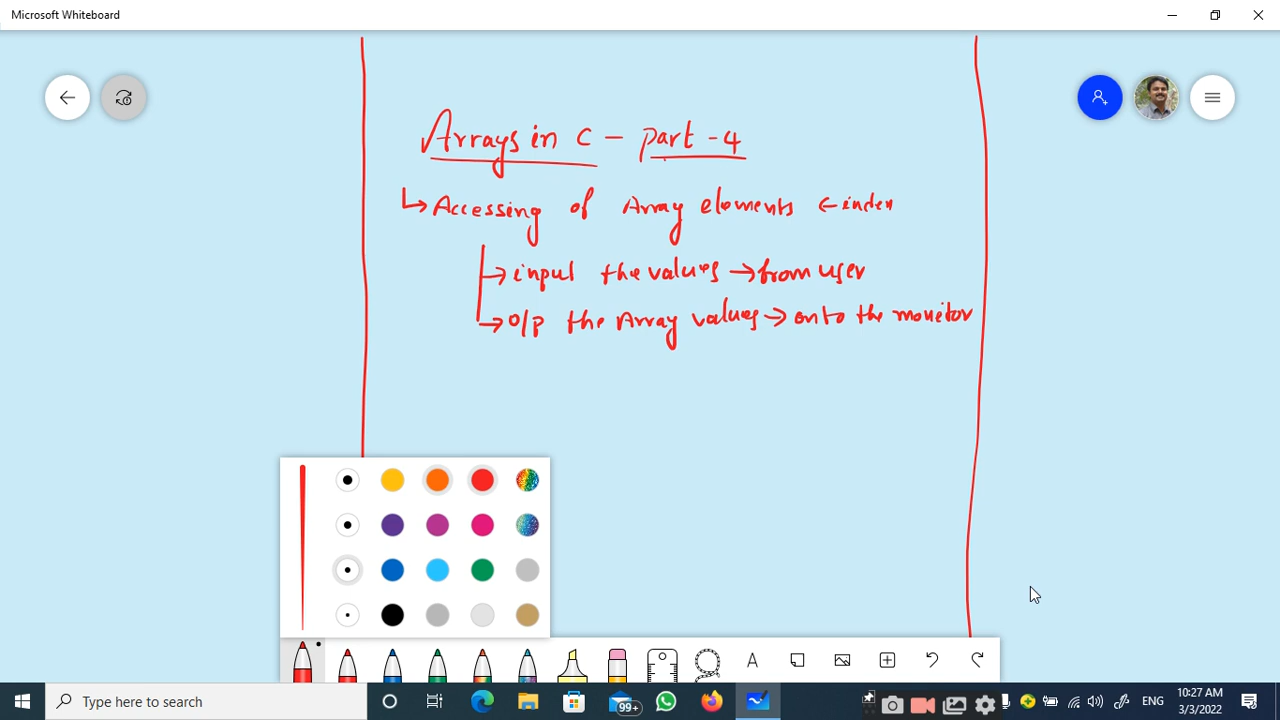 Microsoft Whiteboard
Arrays in C - part - 4
↳ Accessing of Array elements ← index
→ input the values → from user
→ o/p the Array values → onto the monitor
A
Type here to search
99+
ENG
10:27 AM
3/3/2022